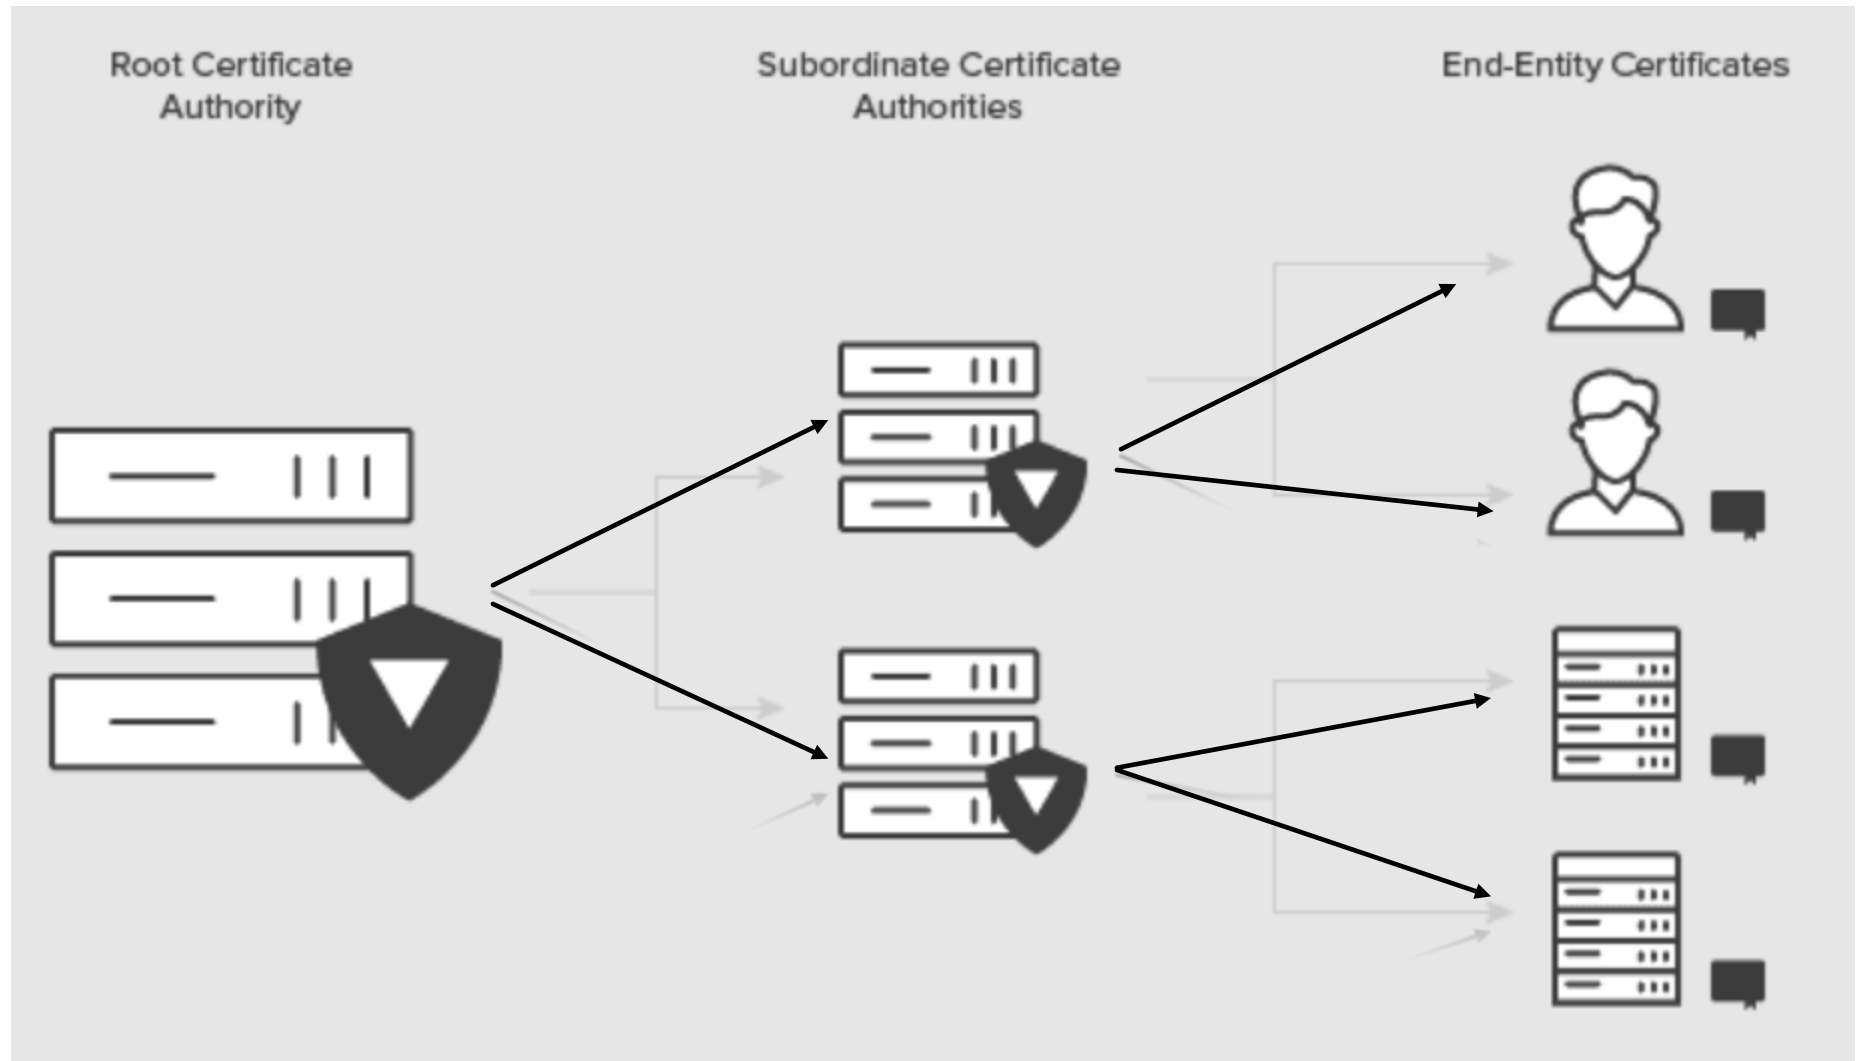 Root Certificate
Authority
Subordinate Certificate
Authorities
End-Entity Certificates